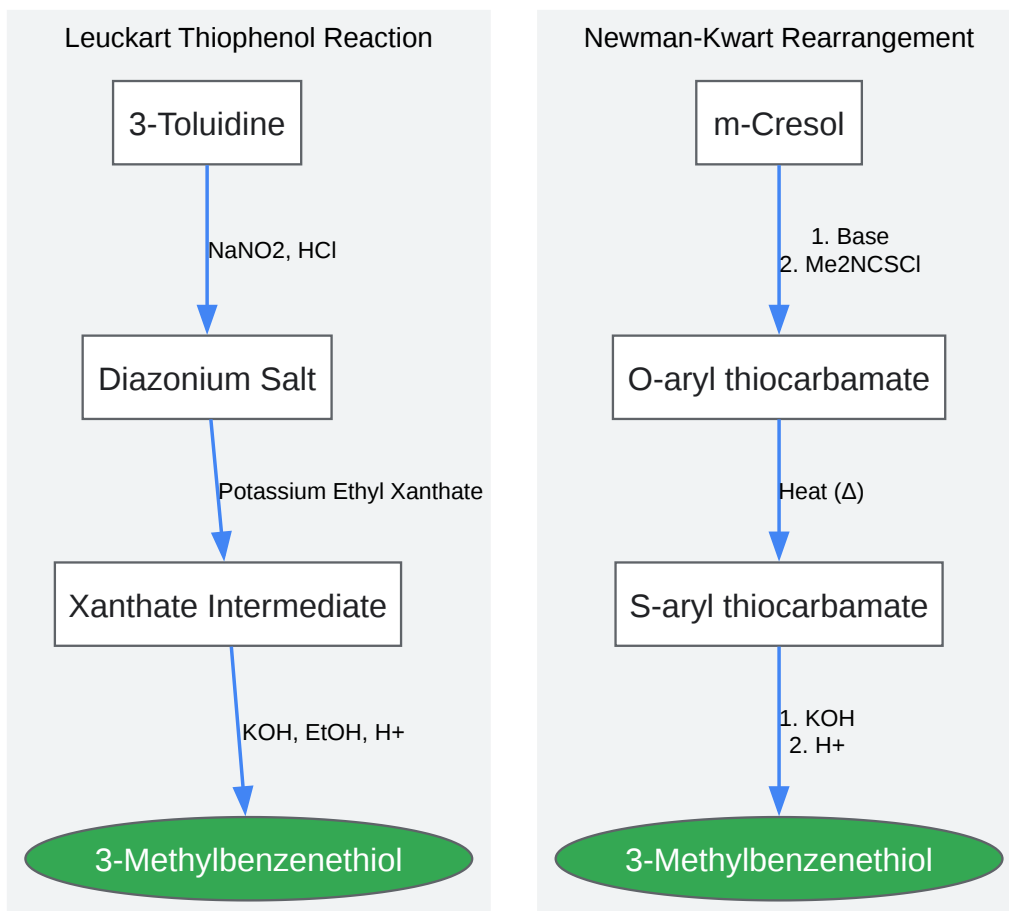 Leuckart Thiophenol Reaction
3-Toluidine
NaNO2, HCl
Diazonium Salt
Potassium Ethyl Xanthate
Xanthate Intermediate
KOH, EtOH, H+
3-Methylbenzenethiol
Newman-Kwart Rearrangement
m-Cresol
1. Base
2. Me2NCSCl
O-aryl thiocarbamate
Heat (Δ)
S-aryl thiocarbamate
1. KOH
2. H+
3-Methylbenzenethiol